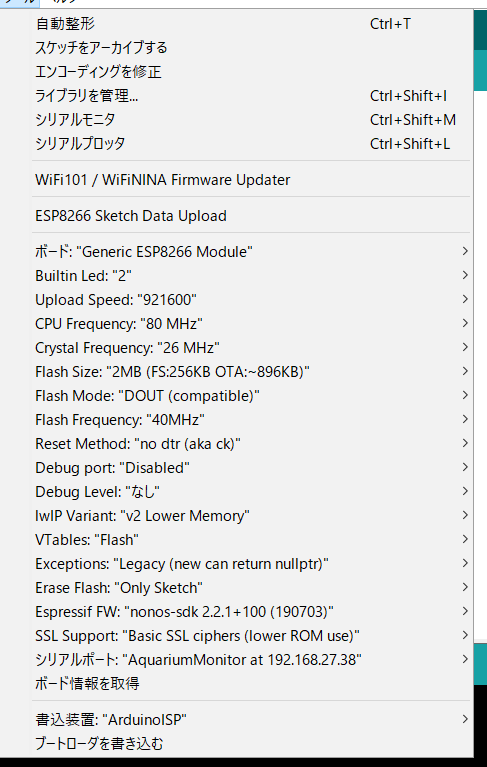 自動整形 Ctrl+T
スケッチをアーカイブする
エンコーディングを修正
ライブラリを管理... Ctrl+Shift+I
シリアルモニタ Ctrl+Shift+M
シリアルプロッタ Ctrl+Shift+L
WiFi101 / WiFiNINA Firmware Updater
ESP8266 Sketch Data Upload
ボード: "Generic ESP8266 Module"
Builtin Led: "2"
Upload Speed: "921600"
CPU Frequency: "80 MHz"
Crystal Frequency: "26 MHz"
Flash Size: "2MB (FS:256KB OTA:~896KB)"
Flash Mode: "DOUT (compatible)"
Flash Frequency: "40MHz"
Reset Method: "no dtr (aka ck)"
Debug port: "Disabled"
Debug Level: "なし"
lwIP Variant: "v2 Lower Memory"
VTables: "Flash"
Exceptions: "Legacy (new can return nullptr)"
Erase Flash: "Only Sketch"
Espressif FW: "nonos-sdk 2.2.1+100 (190703)"
SSL Support: "Basic SSL ciphers (lower ROM use)"
シリアルポート: "AquariumMonitor at 192.168.27.38"
ボード情報を取得
書込装置: "ArduinoISP"
ブートローダを書き込む